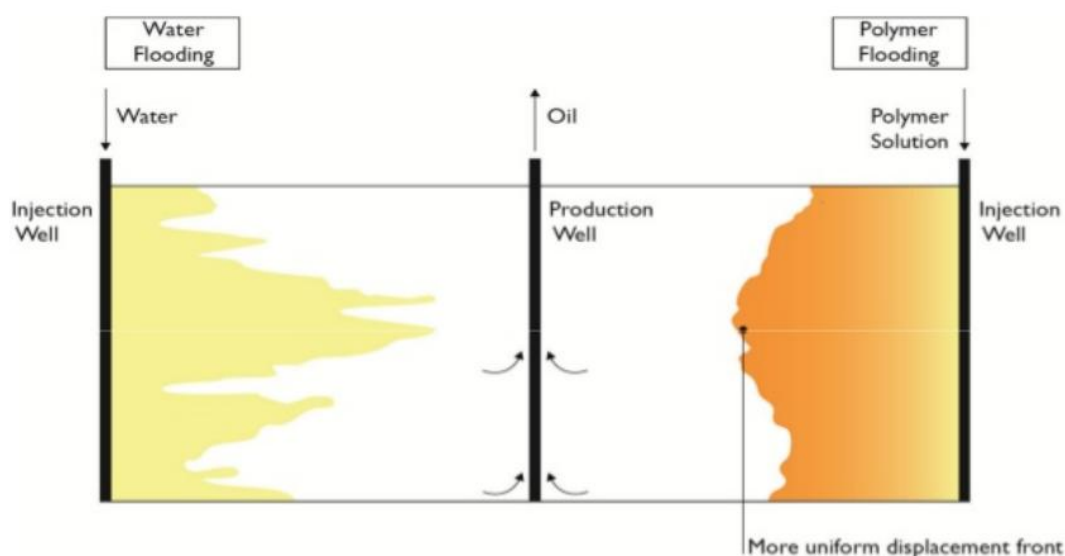 Water
Flooding
Polymer
Flooding
Water
Oil
Polymer
Solution
Injection
Well
Production
Well
Injection
Well
More uniform displacement front